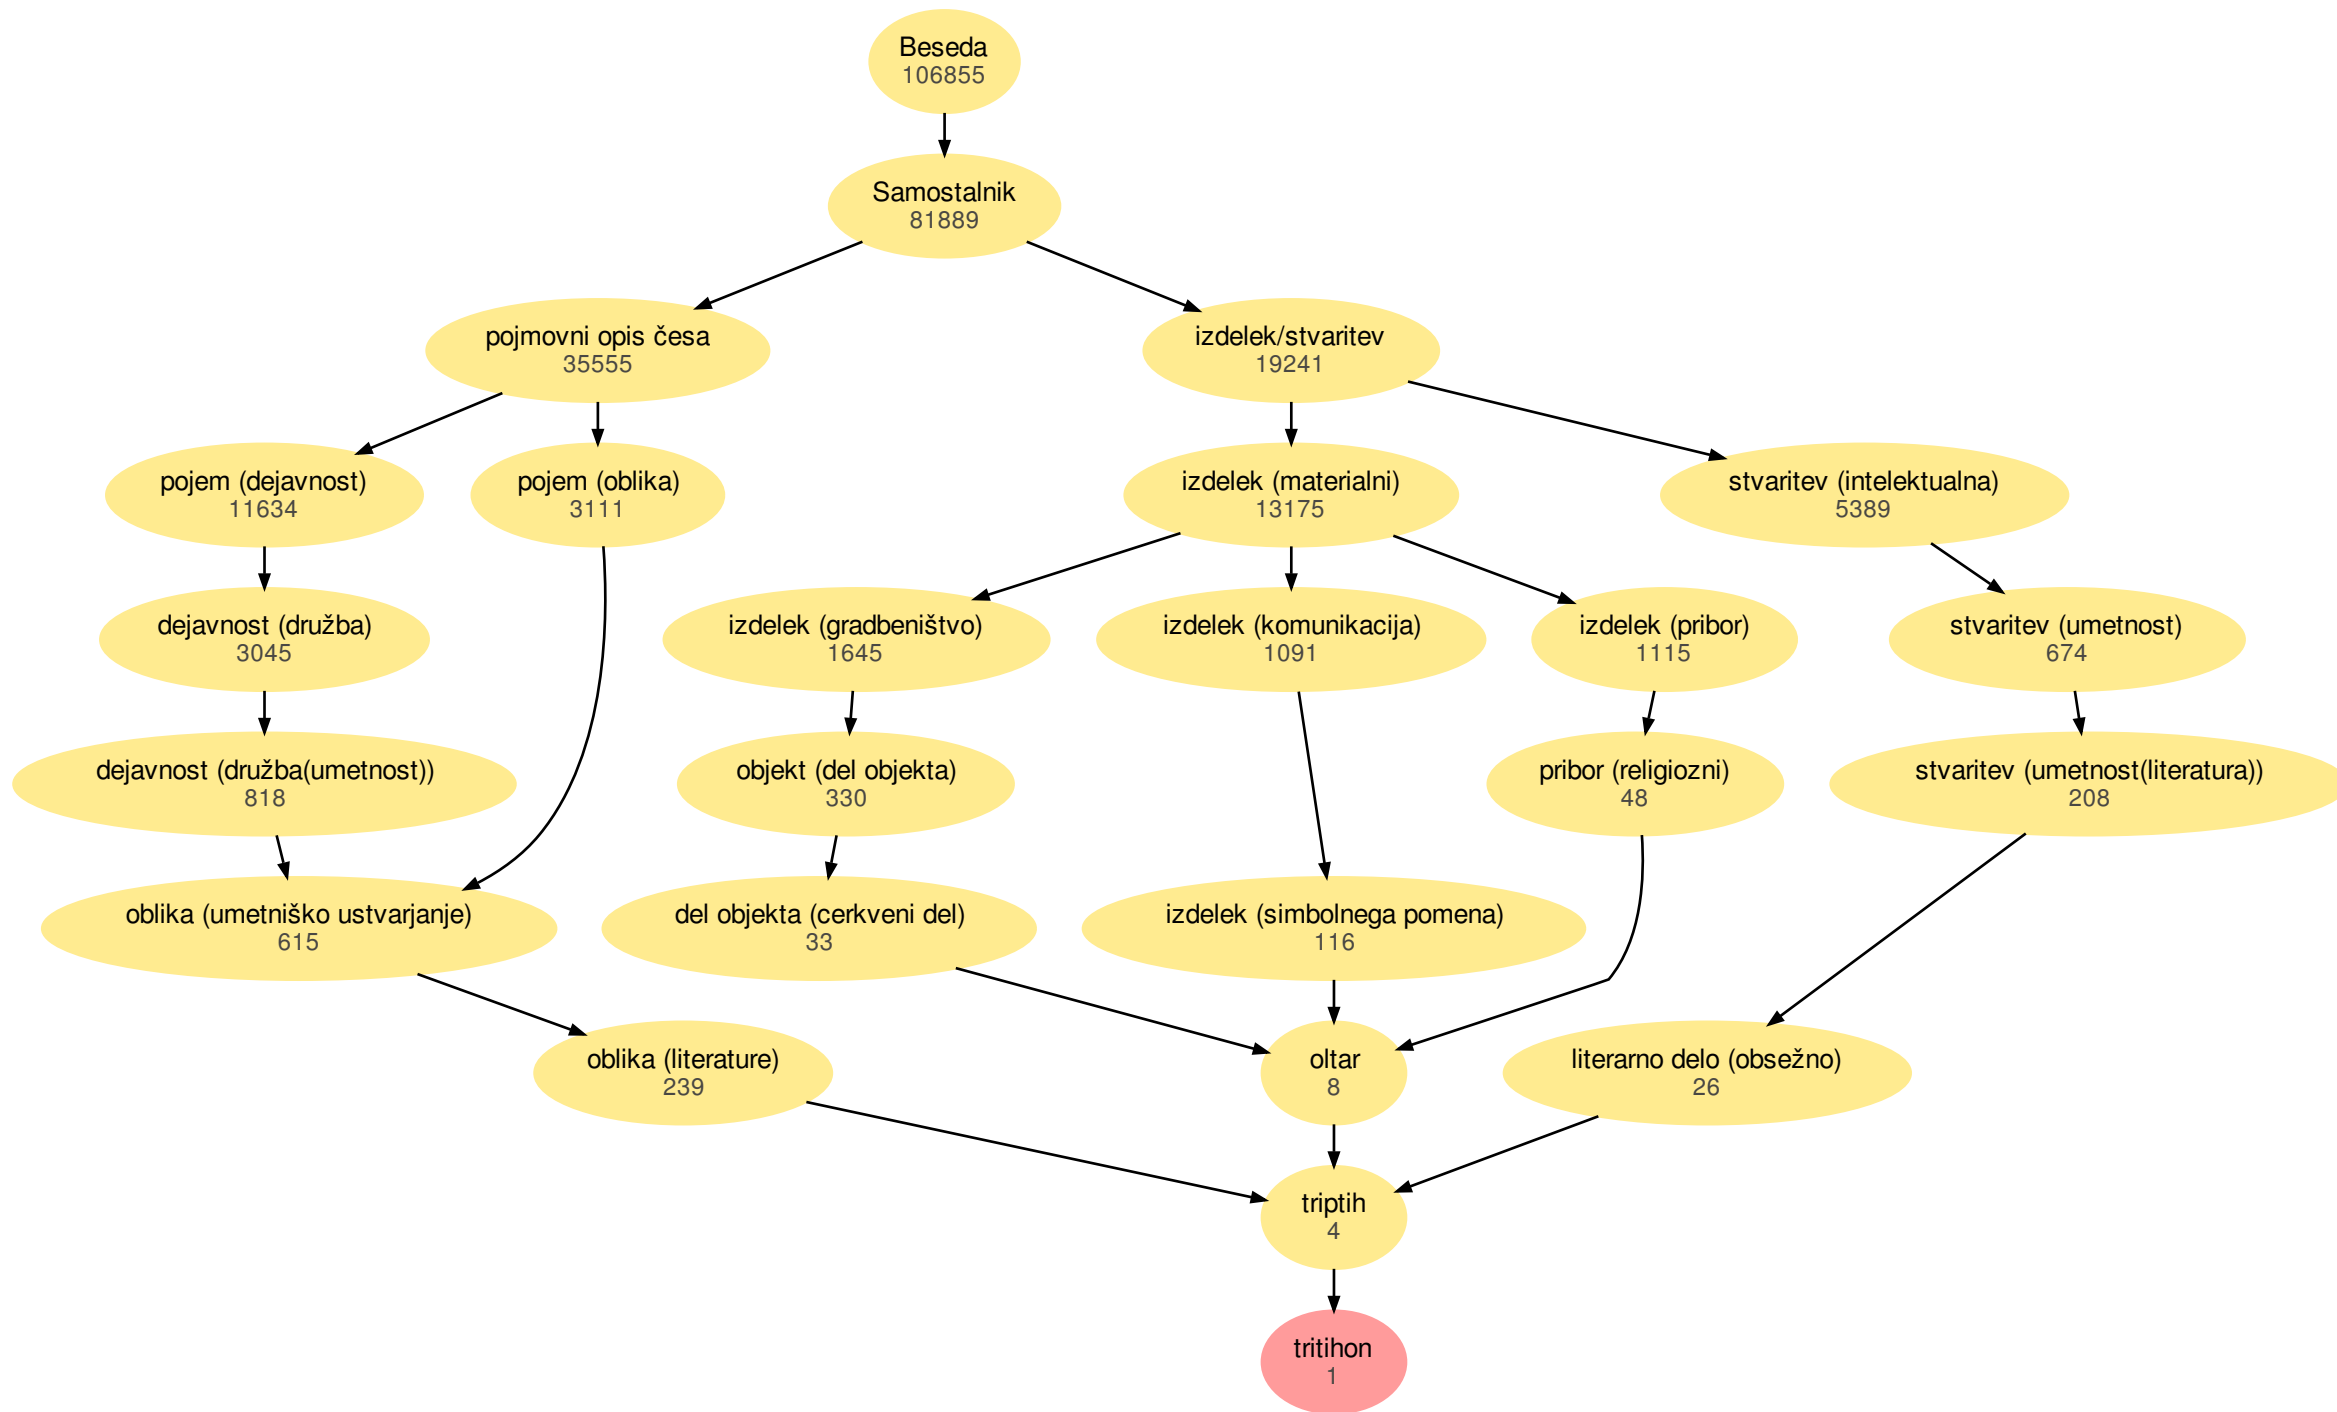 Beseda
106855
Samostalnik
81889
pojmovni opis česa
35555
izdelek/stvaritev
19241
pojem (dejavnost)
11634
pojem (oblika)
3111
izdelek (materialni)
13175
stvaritev (intelektualna)
5389
dejavnost (družba)
3045
izdelek (gradbeništvo)
1645
izdelek (komunikacija)
1091
izdelek (pribor)
1115
stvaritev (umetnost)
674
dejavnost (družba(umetnost))
818
objekt (del objekta)
330
pribor (religiozni)
48
stvaritev (umetnost(literatura))
208
oblika (umetniško ustvarjanje)
615
del objekta (cerkveni del)
33
izdelek (simbolnega pomena)
116
oblika (literature)
239
oltar
8
literarno delo (obsežno)
26
triptih
4
tritihon
1